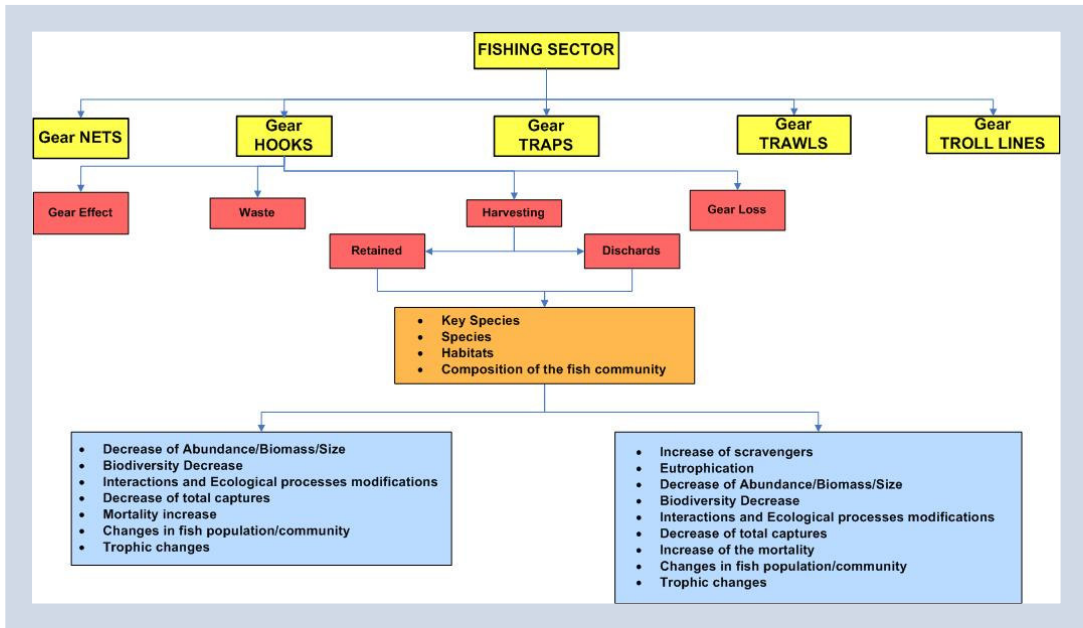 FISHING SECTOR
Gear NETS
Gear
HOOKS
Gear
TRAPS
Gear
TRAWLS
Gear
TROLL LINES
Gear Effect
Waste
Harvesting
Gear Loss
Retained
Dischards
• Key Species
• Species
• Habitats
• Composition of the fish community
• Decrease of Abundance/Biomass/Size
• Biodiversity Decrease
• Interactions and Ecological processes modifications
• Decrease of total captures
• Mortality increase
• Changes in fish population/community
• Trophic changes
• Increase of scravengers
• Eutrophication
• Decrease of Abundance/Biomass/Size
• Biodiversity Decrease
• Interactions and Ecological processes modifications
• Decrease of total captures
• Increase of the mortality
• Changes in fish population/community
• Trophic changes